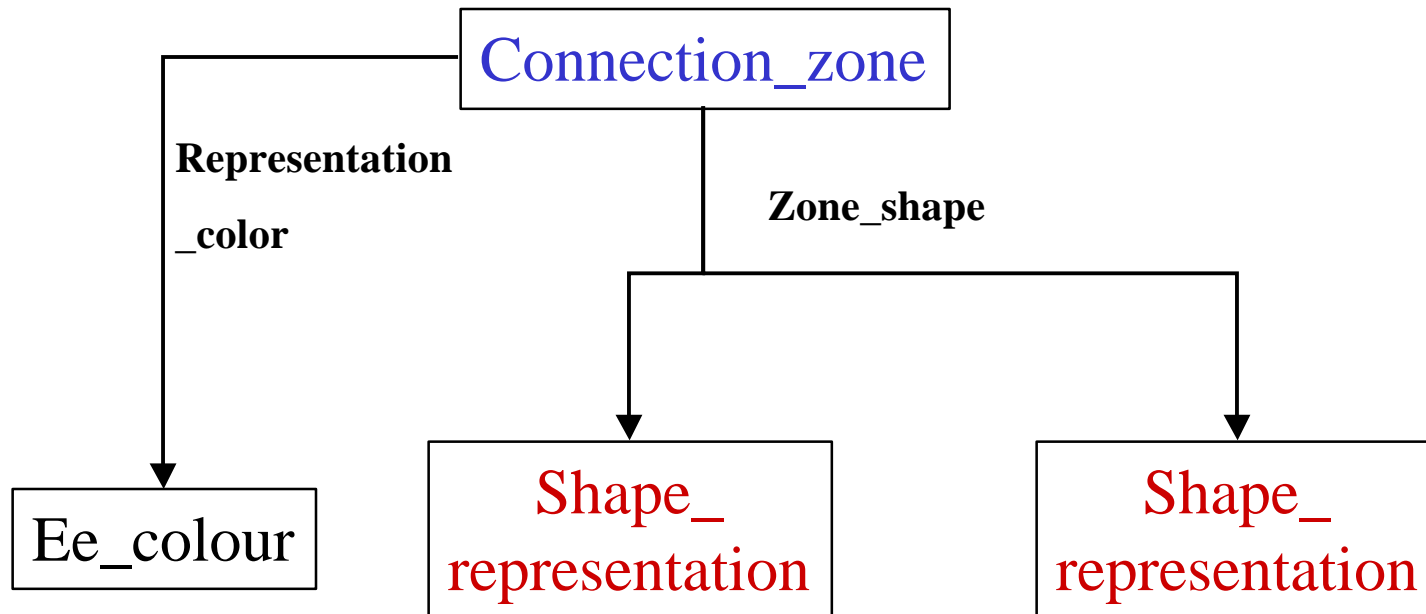 Connection_zone
Representation
_color
Zone_shape
Ee_colour
Shape_
representation
Shape_
representation